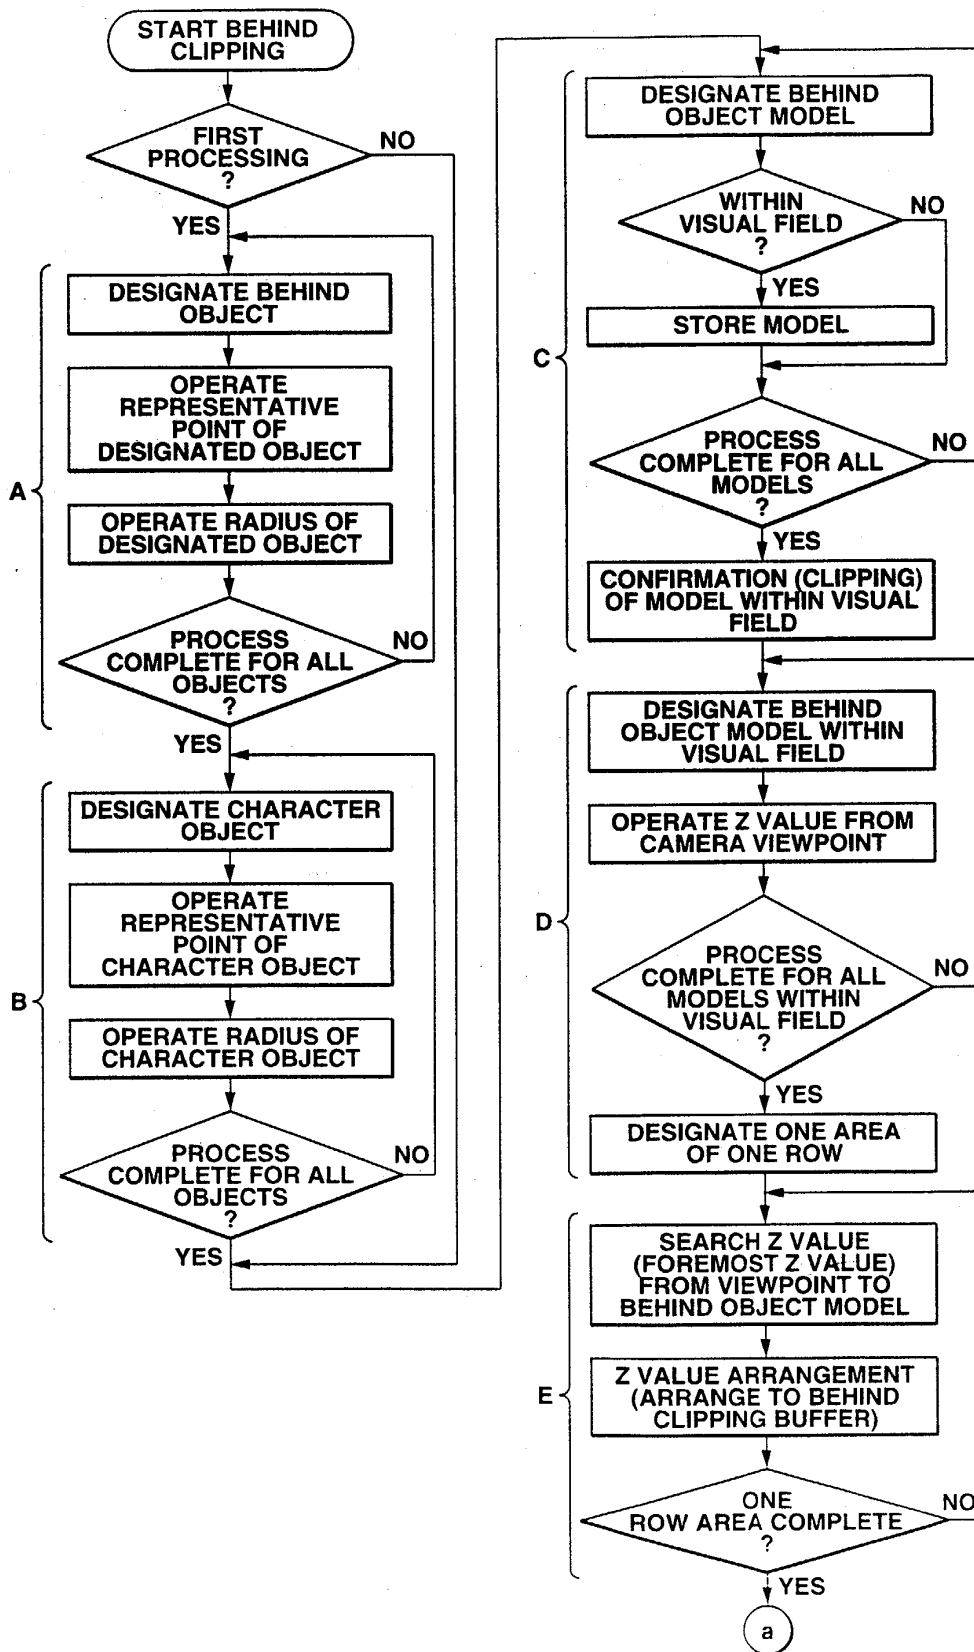 START BEHIND
CLIPPING
FIRST
PROCESSING
?
NO
YES
A
DESIGNATE BEHIND
OBJECT
OPERATE
REPRESENTATIVE
POINT OF
DESIGNATED OBJECT
OPERATE RADIUS OF
DESIGNATED OBJECT
PROCESS
COMPLETE FOR ALL
OBJECTS
?
NO
YES
B
DESIGNATE CHARACTER
OBJECT
OPERATE
REPRESENTATIVE
POINT OF
CHARACTER OBJECT
OPERATE RADIUS OF
CHARACTER OBJECT
PROCESS
COMPLETE FOR ALL
OBJECTS
?
NO
YES
C
DESIGNATE BEHIND
OBJECT MODEL
WITHIN
VISUAL FIELD
?
NO
YES
STORE MODEL
PROCESS
COMPLETE FOR ALL
MODELS
?
NO
YES
CONFIRMATION (CLIPPING)
OF MODEL WITHIN VISUAL
FIELD
D
DESIGNATE BEHIND
OBJECT MODEL WITHIN
VISUAL FIELD
OPERATE Z VALUE FROM
CAMERA VIEWPOINT
PROCESS
COMPLETE FOR ALL
MODELS WITHIN
VISUAL FIELD
?
NO
YES
DESIGNATE ONE AREA
OF ONE ROW
E
SEARCH Z VALUE
(FOREMOST Z VALUE)
FROM VIEWPOINT TO
BEHIND OBJECT MODEL
Z VALUE ARRANGEMENT
(ARRANGE TO BEHIND
CLIPPING BUFFER)
ONE
ROW AREA COMPLETE
?
NO
YES
a